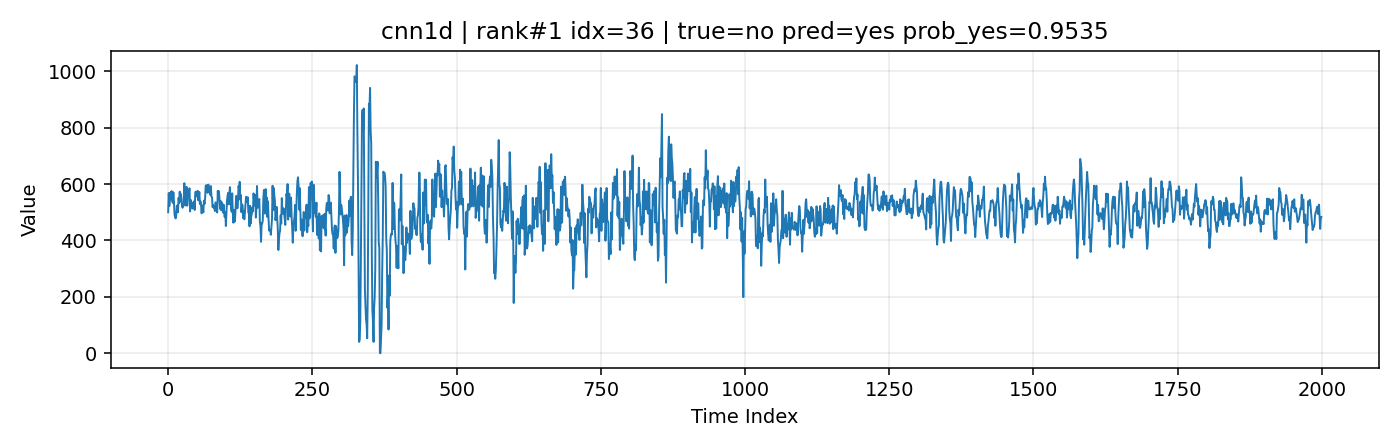 cnn1d | rank#1 idx=36 | true=no pred=yes prob_yes=0.9535
1000
800
600
400
200
0
Value
0 250 500 750 1000 1250 1500 1750 2000
Time Index